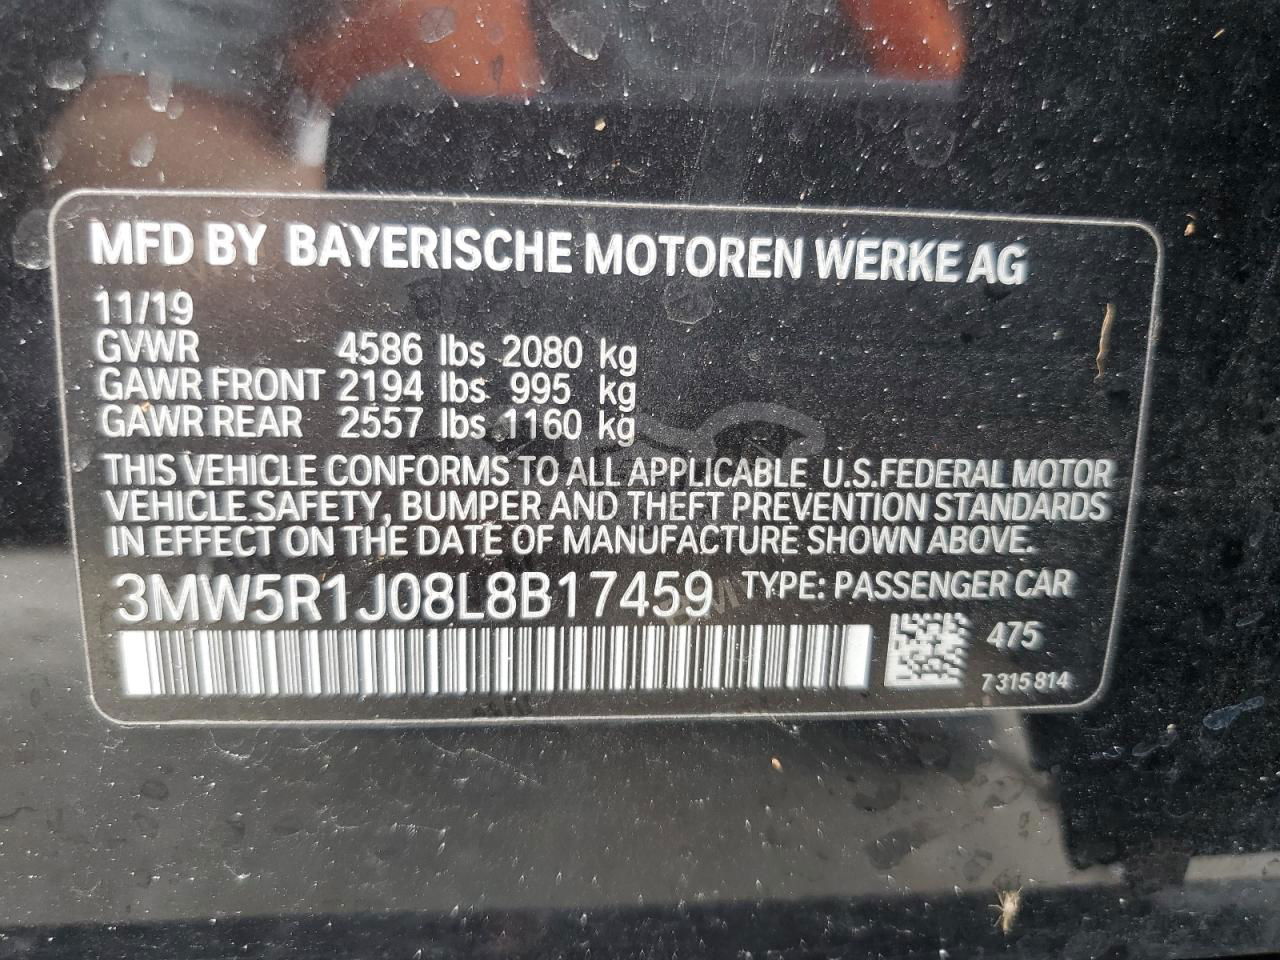 MFD BY BAYERISCHE MOTOREN WERKE AG
11/19
GVWR 4586 lbs 2080 kg
GAWR FRONT 2194 lbs 995 kg
GAWR REAR 2557 lbs 1160 kg
THIS VEHICLE CONFORMS TO ALL APPLICABLE U.S.FEDERAL MOTOR
VEHICLE SAFETY, BUMPER AND THEFT PREVENTION STANDARDS
IN EFFECT ON THE DATE OF MANUFACTURE SHOWN ABOVE.
3MW5R1J08L8B17459 TYPE: PASSENGER CAR
475
7 315 814